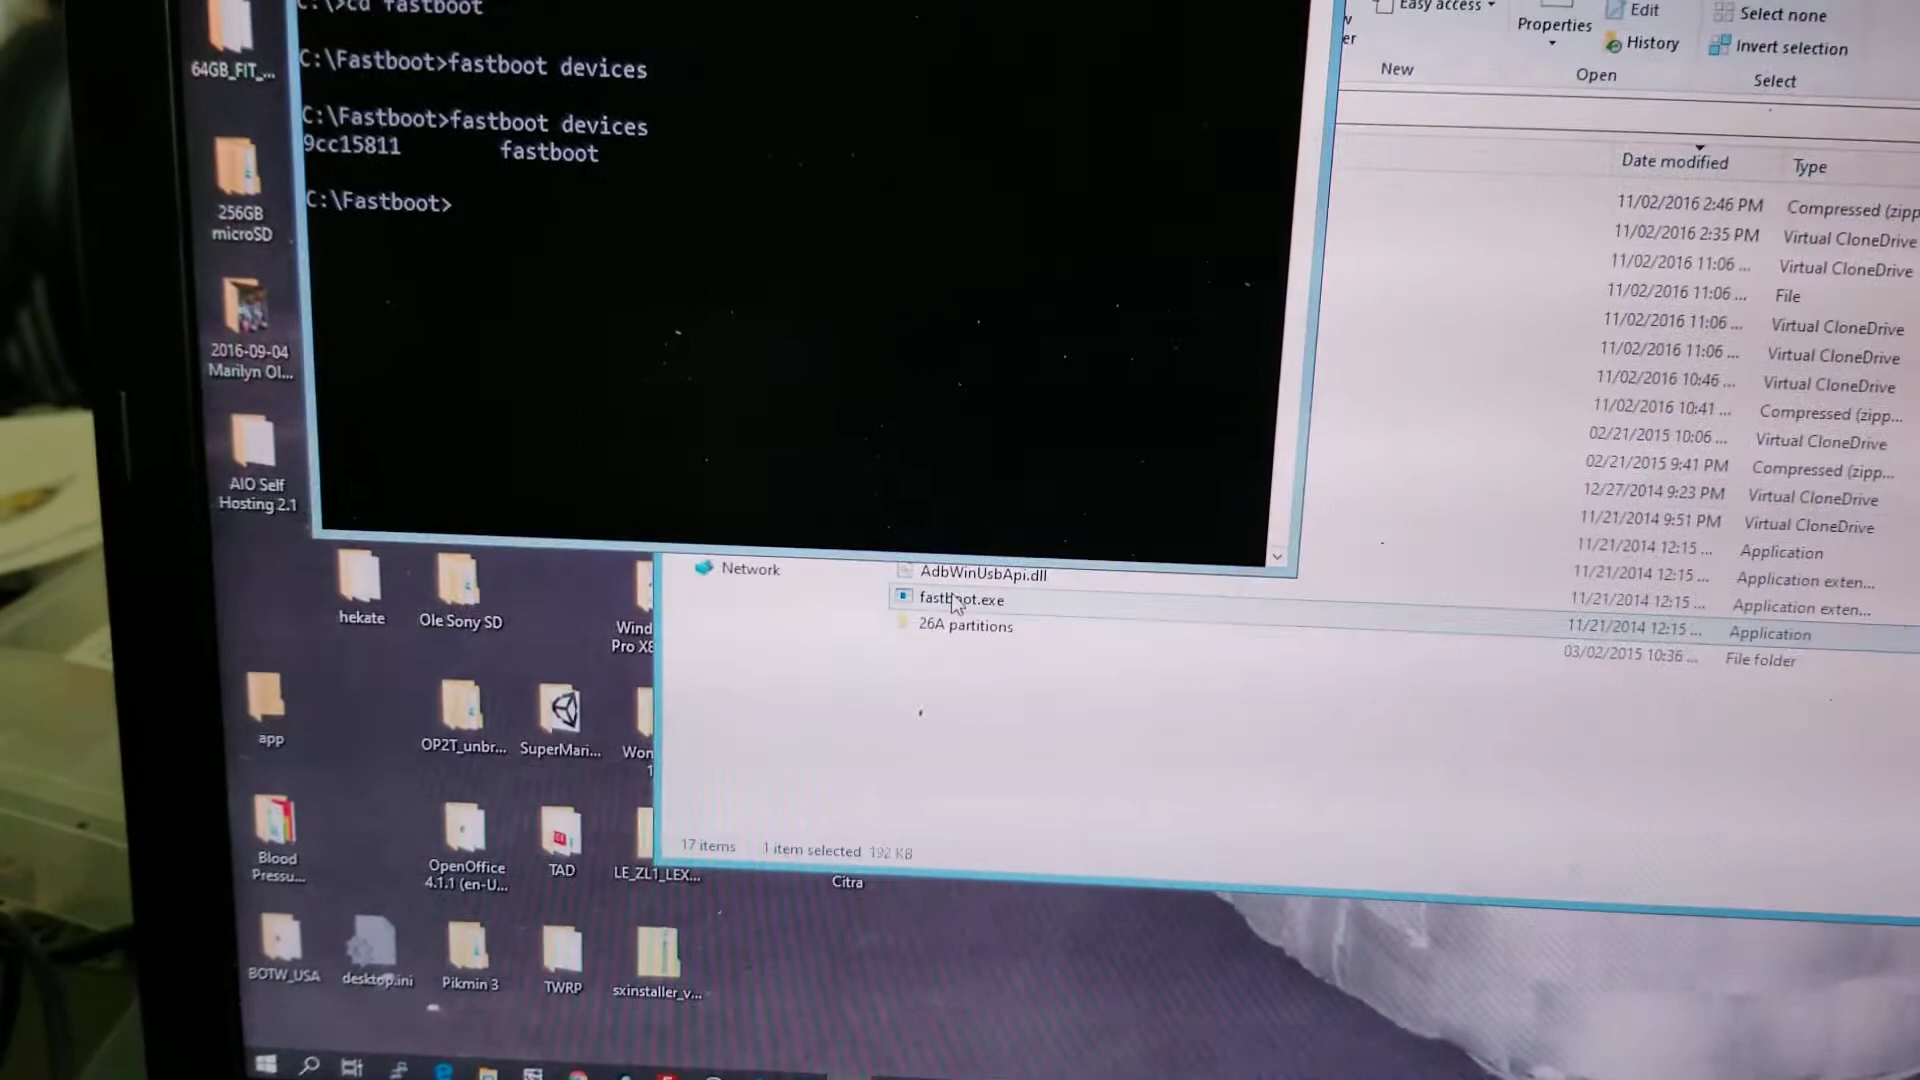 C:\>cd fastboot
C:\Fastboot>fastboot devices
C:\Fastboot>fastboot devices
9cc15811 fastboot
C:\Fastboot>
Easy access
Properties
Edit
History
Select none
Invert selection
New
Open
Select
Date modified
Type
11/02/2016 2:46 PM Compressed (zipp
11/02/2016 2:35 PM Virtual CloneDrive
11/02/2016 11:06 ... Virtual CloneDrive
11/02/2016 11:06 ... File
11/02/2016 11:06 ... Virtual CloneDrive
11/02/2016 11:06 ... Virtual CloneDrive
11/02/2016 10:46 ... Virtual CloneDrive
11/02/2016 10:41 ... Compressed (zipp...
02/21/2015 10:06 ... Virtual CloneDrive
02/21/2015 9:41 PM Compressed (zipp...
12/27/2014 9:23 PM Virtual CloneDrive
11/21/2014 9:51 PM Virtual CloneDrive
11/21/2014 12:15 ... Application
11/21/2014 12:15 ... Application exten...
11/21/2014 12:15 ... Application exten...
11/21/2014 12:15 ... Application
03/02/2015 10:36 ... File folder
Network
AdbWinUsbApi.dll
fastboot.exe
26A partitions
17 items 1 item selected 192 KB
64GB_FIT_...
256GB
microSD
2016-09-04
Marilyn Ol...
AIO Self
Hosting 2.1
hekate
Ole Sony SD
Wind
Pro X8
app
OP2T_unbr...
SuperMari...
Won
Blood
Pressu...
OpenOffice
4.1.1 (en-U...
TAD
LE_ZL1_LEX...
Citra
BOTW_USA
desktop.ini
Pikmin 3
TWRP
sxinstaller_v...